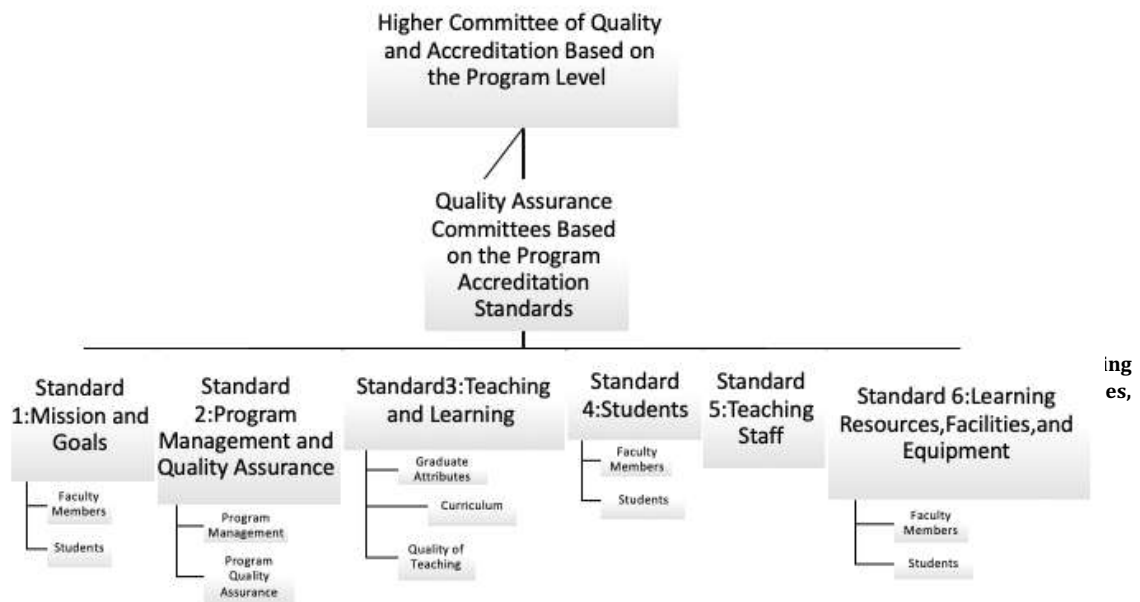 Higher Committee of Quality
and Accreditation Based on
the Program Level
Quality Assurance
Committees Based
on the Program
Accreditation
Standards
Standard
1:Mission and
Goals
Faculty
Members
Students
Standard
2:Program
Management and
Quality Assurance
Program
Management
Program
Quality
Assurance
Standard3:Teaching
and Learning
Graduate
Attributes
Curriculum
Quality of
Teaching
Standard
4:Students
Faculty
Members
Students
Standard
5:Teaching
Staff
Standard 6:Learning
Resources,Facilities,and
Equipment
Faculty
Members
Students
ing
es,